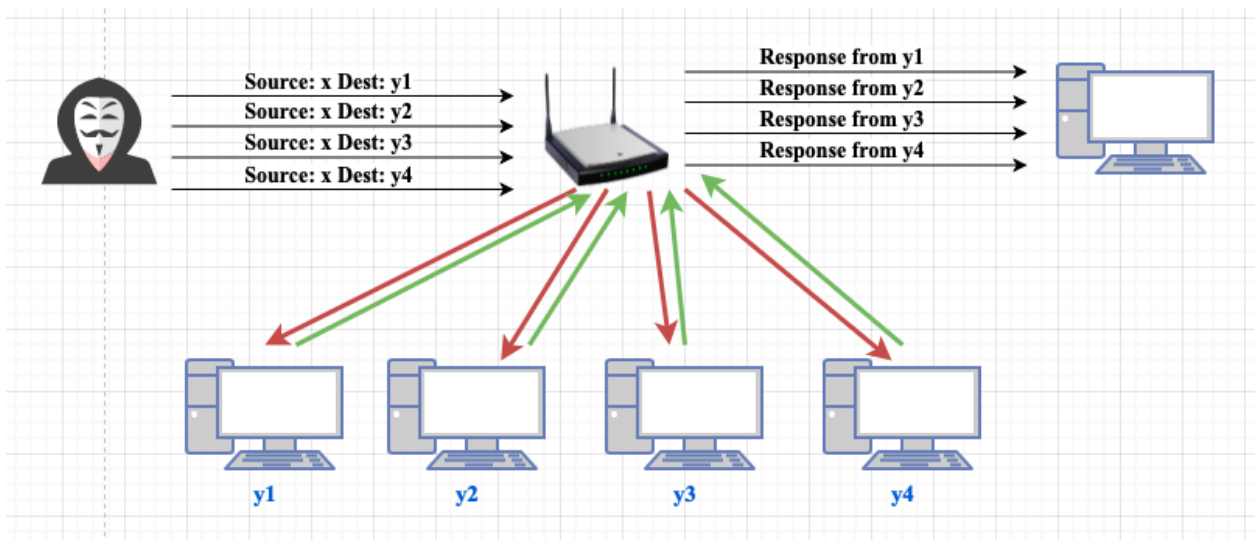 Source: x Dest: y1
Source: x Dest: y2
Source: x Dest: y3
Source: x Dest: y4
Response from y1
Response from y2
Response from y3
Response from y4
y1
y2
y3
y4